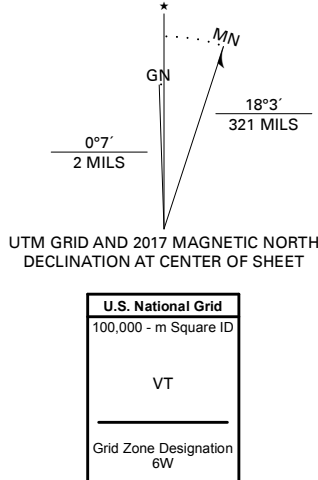 ★
MN
GN
0°7´
2 MILS
18°3´
321 MILS
UTM GRID AND 2017 MAGNETIC NORTH
DECLINATION AT CENTER OF SHEET
U.S. National Grid
100,000 - m Square ID
VT
Grid Zone Designation
6W